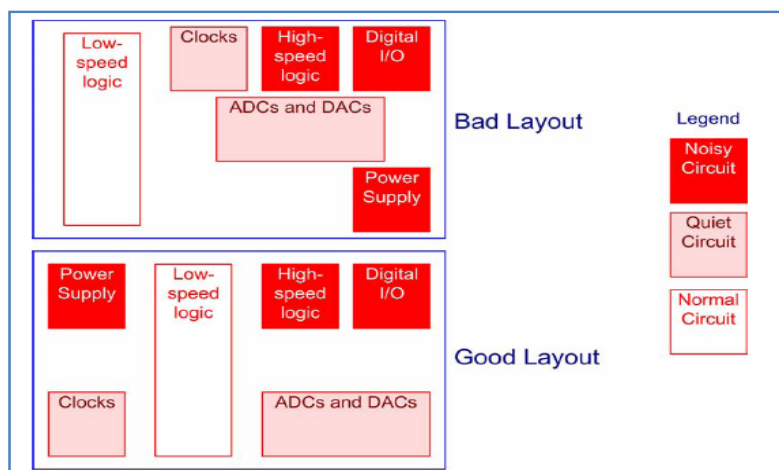 Low-
speed
logic
Clocks
High-
speed
logic
Digital
I/O
ADCs and DACs
Power
Supply
Bad Layout
Legend
Noisy
Circuit
Quiet
Circuit
Normal
Circuit
Power
Supply
Low-
speed
logic
High-
speed
logic
Digital
I/O
Clocks
ADCs and DACs
Good Layout